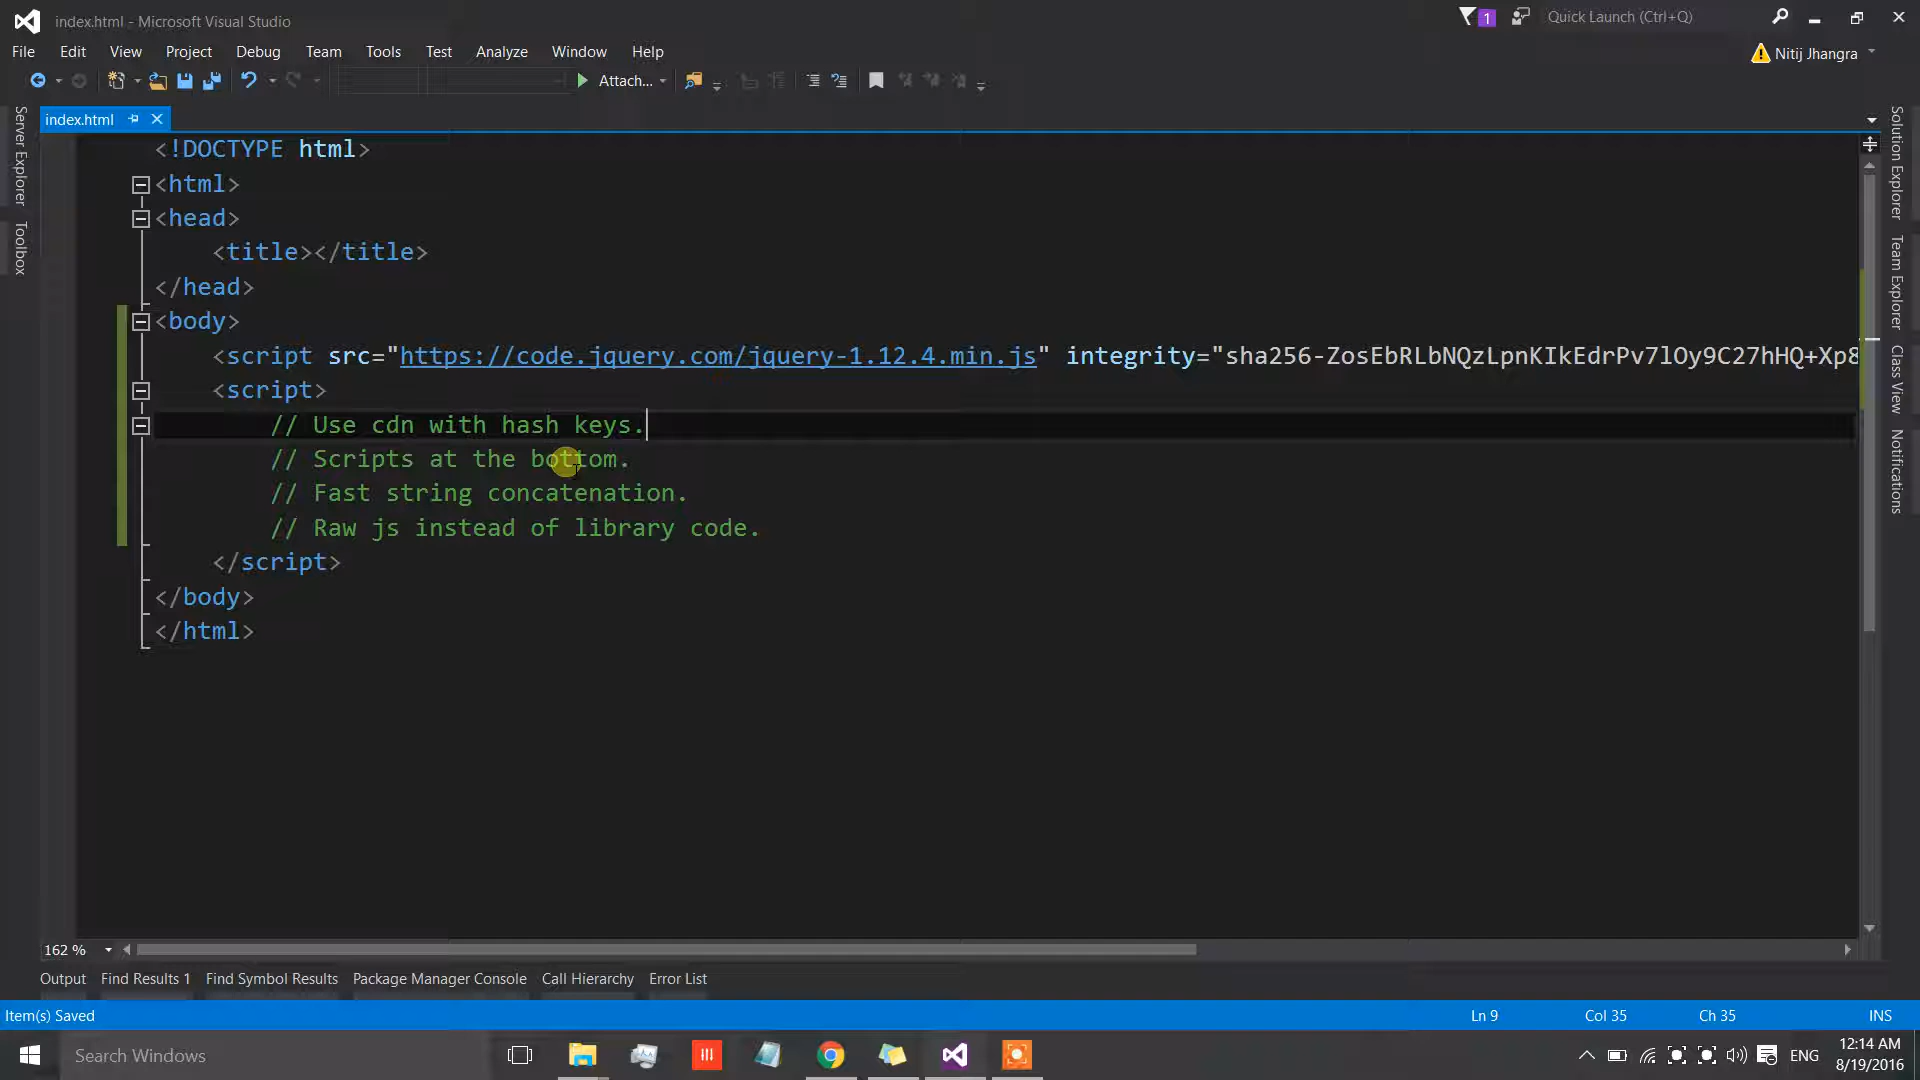 index.html - Microsoft Visual Studio
1
Quick Launch (Ctrl+Q)
File Edit View Project Debug Team Tools Test Analyze Window Help
Nitij Jhangra
Attach...
Server Explorer
Toolbox
index.html
Solution Explorer
Team Explorer
Class View
Notifications
<!DOCTYPE html>
<html>
<head>
<title></title>
</head>
<body>
<script src="https://code.jquery.com/jquery-1.12.4.min.js" integrity="sha256-ZosEbRLbNQzLpnKIkEdrPv7lOy9C27hHQ+Xp8
<script>
// Use cdn with hash keys.
// Scripts at the bottom.
// Fast string concatenation.
// Raw js instead of library code.
</script>
</body>
</html>
162 %
Output Find Results 1 Find Symbol Results Package Manager Console Call Hierarchy Error List
Item(s) Saved Ln 9 Col 35 Ch 35 INS
Search Windows
ENG
12:14 AM
8/19/2016